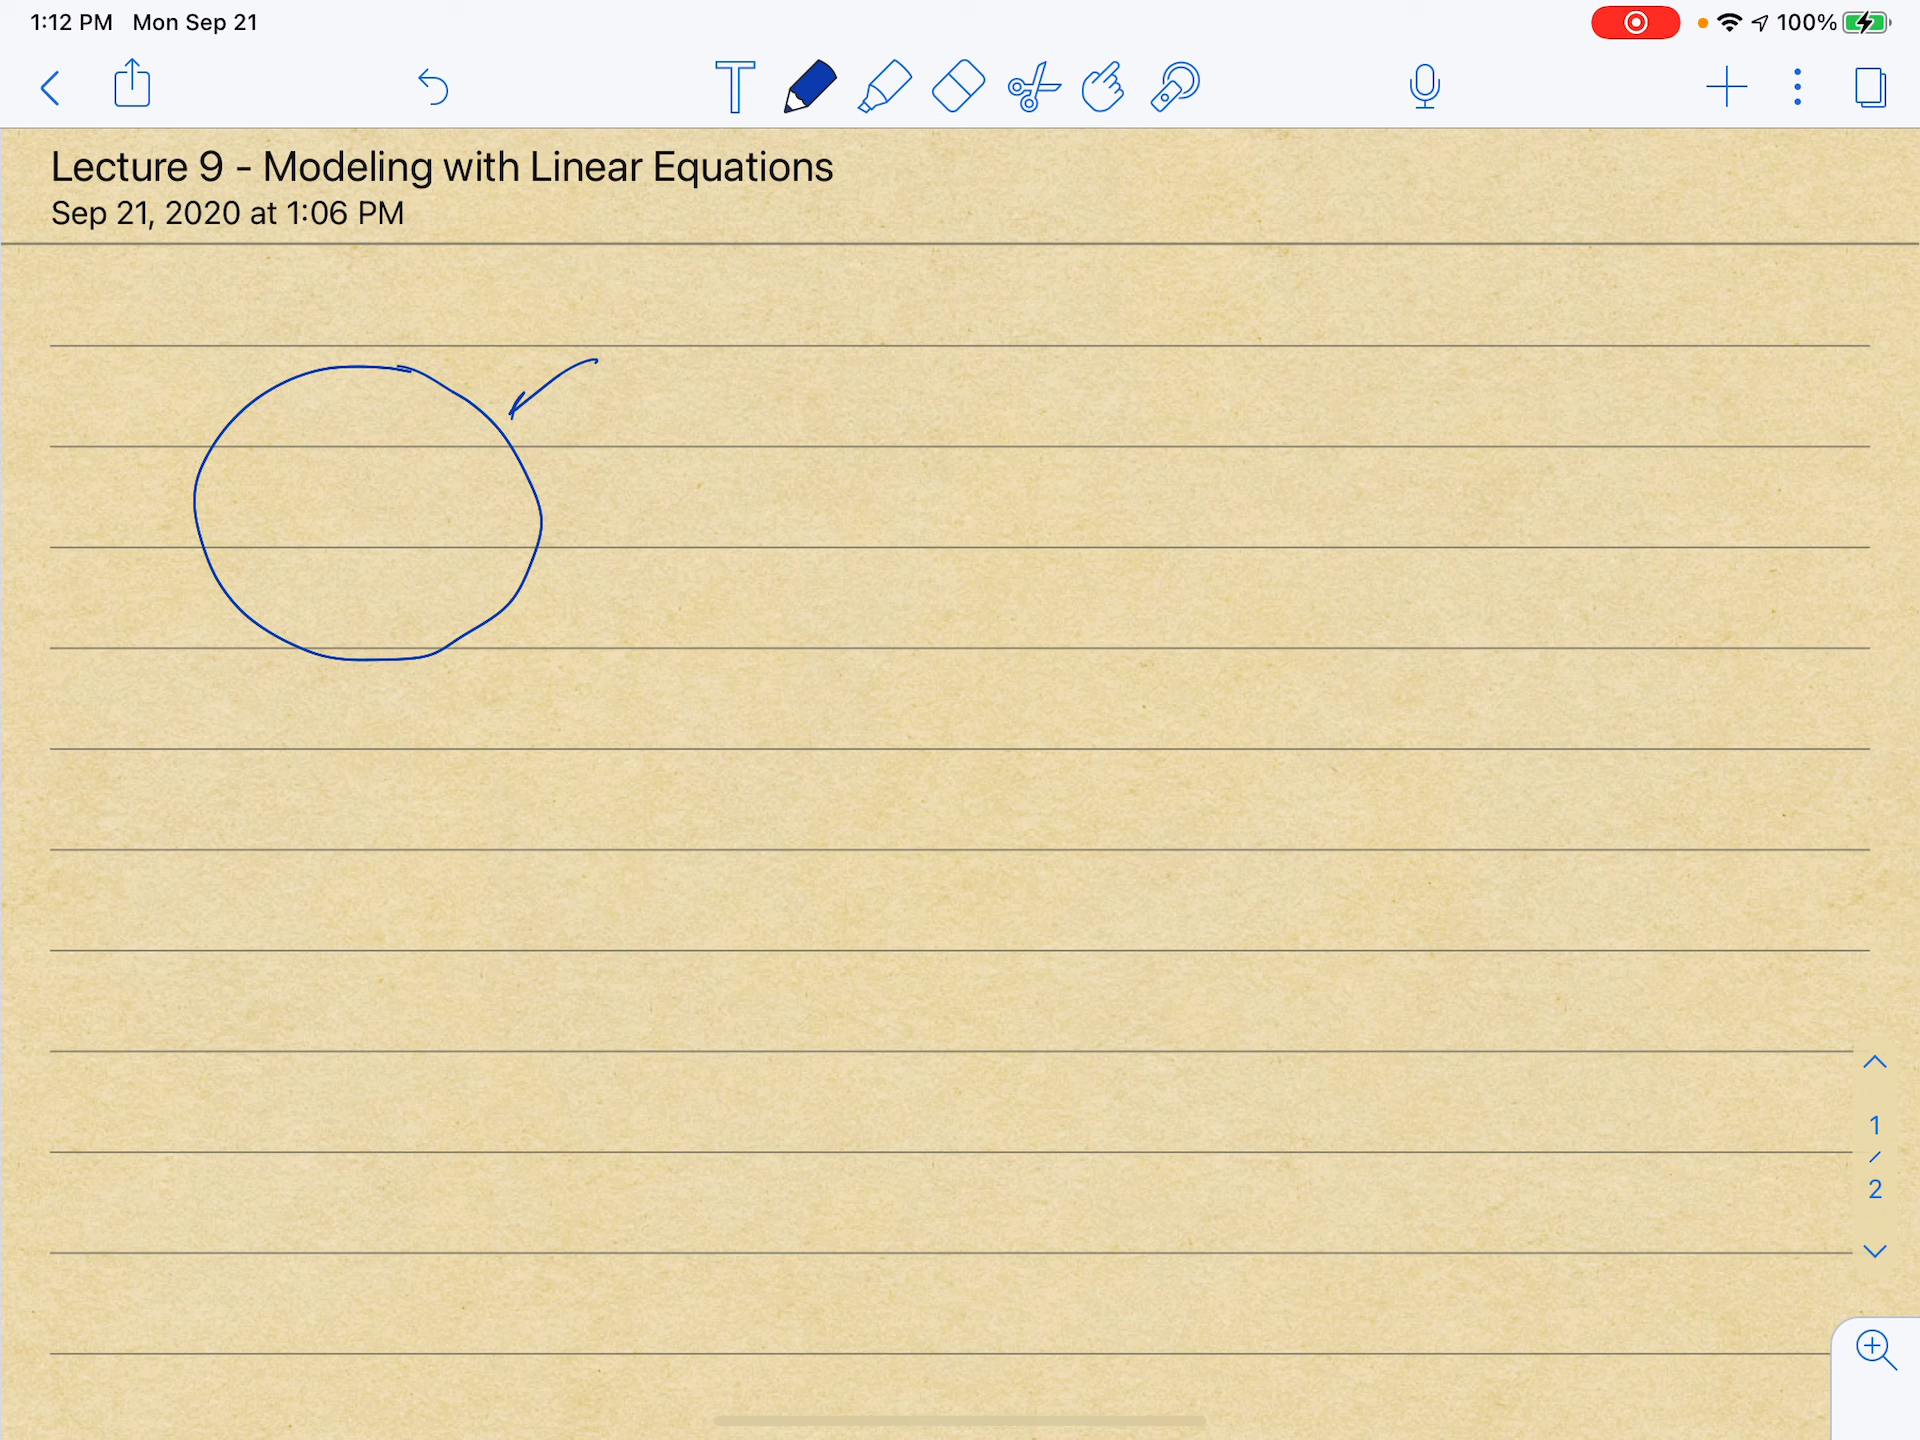 1:12 PM Mon Sep 21
100%
T
Lecture 9 - Modeling with Linear Equations
Sep 21, 2020 at 1:06 PM
1
/
2